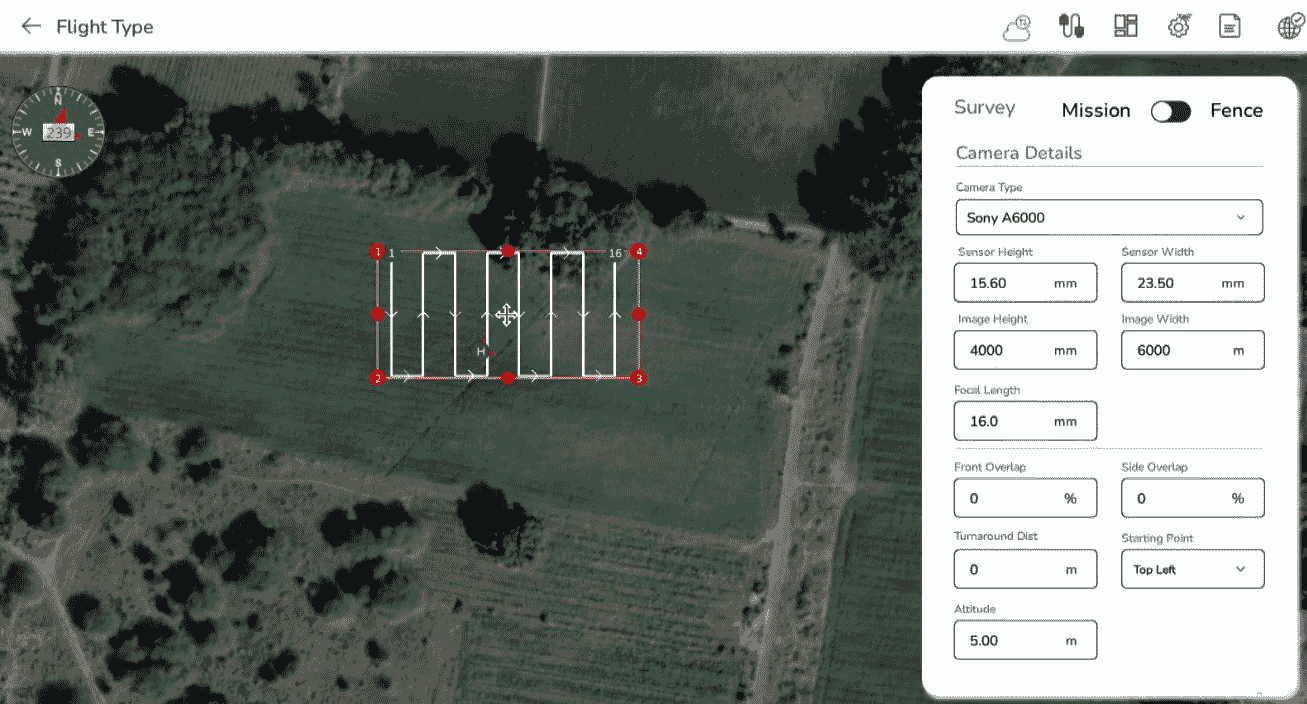 Flight Type
N
W 239 E
S
Survey Mission Fence
Camera Details
Camera Type
Sony A6000
Sensor Height Sensor Width
15.60 mm 23.50 mm
Image Height Image Width
4000 mm 6000 m
Focal Length
16.0 mm
Front Overlap Side Overlap
0 % 0 %
Turnaround Dist Starting Point
0 m Top Left
Altitude
5.00 m
1 1 16 4
H
2 3